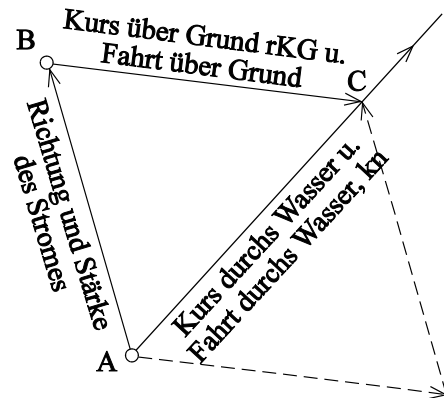 Kurs über Grund rKG u.
Fahrt über Grund
B
C
Richtung und Stärke
des Stromes
Kurs durchs Wasser u.
Fahrt durchs Wasser, kn
A